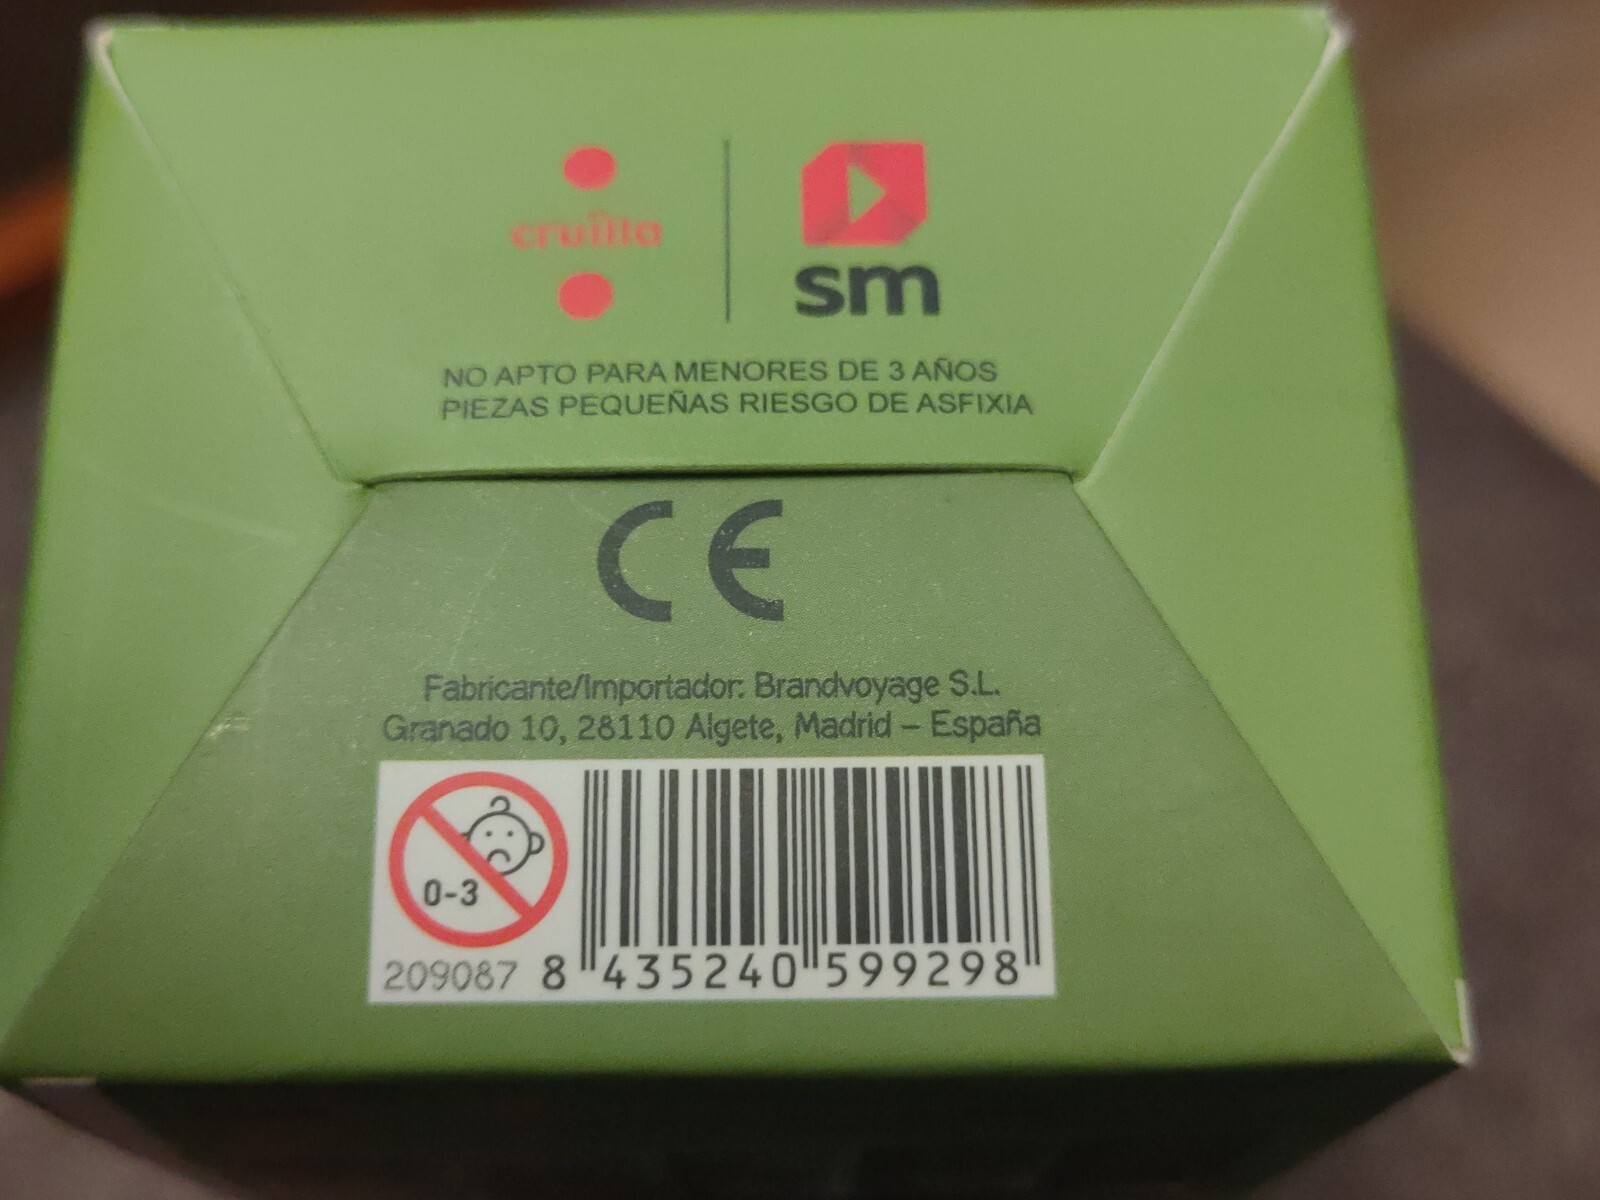 cruïlla
sm
NO APTO PARA MENORES DE 3 AÑOS
PIEZAS PEQUEÑAS RIESGO DE ASFIXIA
CE
Fabricante/Importador: Brandvoyage S.L.
Granado 10, 28110 Algete, Madrid – España
0-3
209087 8 435240 599298